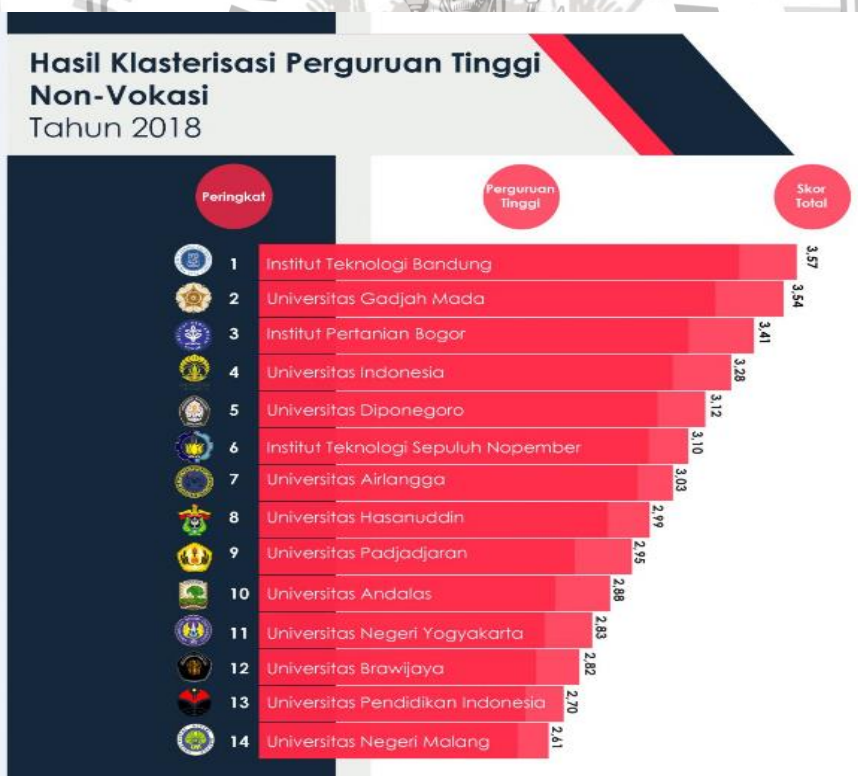 Hasil Klasterisasi Perguruan Tinggi
Non-Vokasi
Tahun 2018
Peringkat
Perguruan
Tinggi
Skor
Total
1 Institut Teknologi Bandung 3,57
2 Universitas Gadjah Mada 3,54
3 Institut Pertanian Bogor 3,41
4 Universitas Indonesia 3,28
5 Universitas Diponegoro 3,12
6 Institut Teknologi Sepuluh Nopember 3,10
7 Universitas Airlangga 3,03
8 Universitas Hasanuddin 2,99
9 Universitas Padjadjaran 2,95
10 Universitas Andalas 2,88
11 Universitas Negeri Yogyakarta 2,83
12 Universitas Brawijaya 2,82
13 Universitas Pendidikan Indonesia 2,70
14 Universitas Negeri Malang 2,61